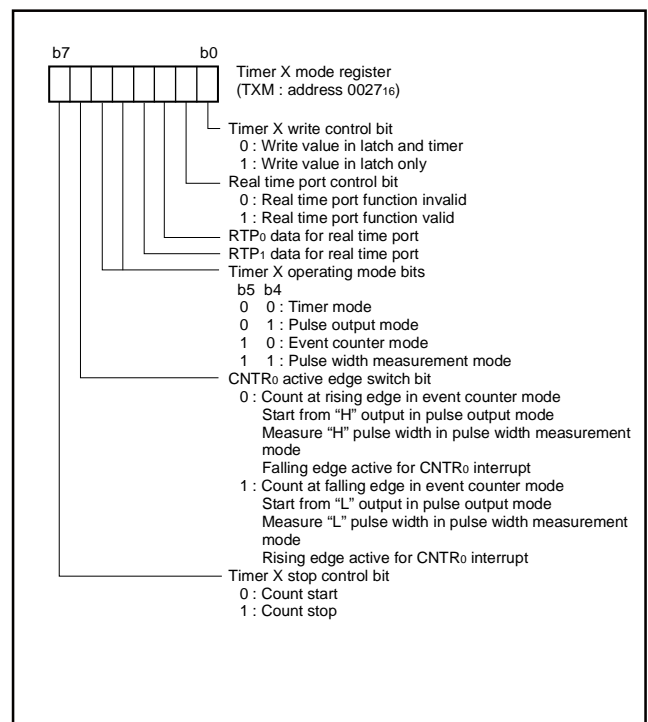 b7 b0
Timer X mode register
(TXM : address 002716)
Timer X write control bit
0 : Write value in latch and timer
1 : Write value in latch only
Real time port control bit
0 : Real time port function invalid
1 : Real time port function valid
RTP0 data for real time port
RTP1 data for real time port
Timer X operating mode bits
b5 b4
0 0 : Timer mode
0 1 : Pulse output mode
1 0 : Event counter mode
1 1 : Pulse width measurement mode
CNTR0 active edge switch bit
0 : Count at rising edge in event counter mode
Start from “H” output in pulse output mode
Measure “H” pulse width in pulse width measurement
mode
Falling edge active for CNTR0 interrupt
1 : Count at falling edge in event counter mode
Start from “L” output in pulse output mode
Measure “L” pulse width in pulse width measurement
mode
Rising edge active for CNTR0 interrupt
Timer X stop control bit
0 : Count start
1 : Count stop